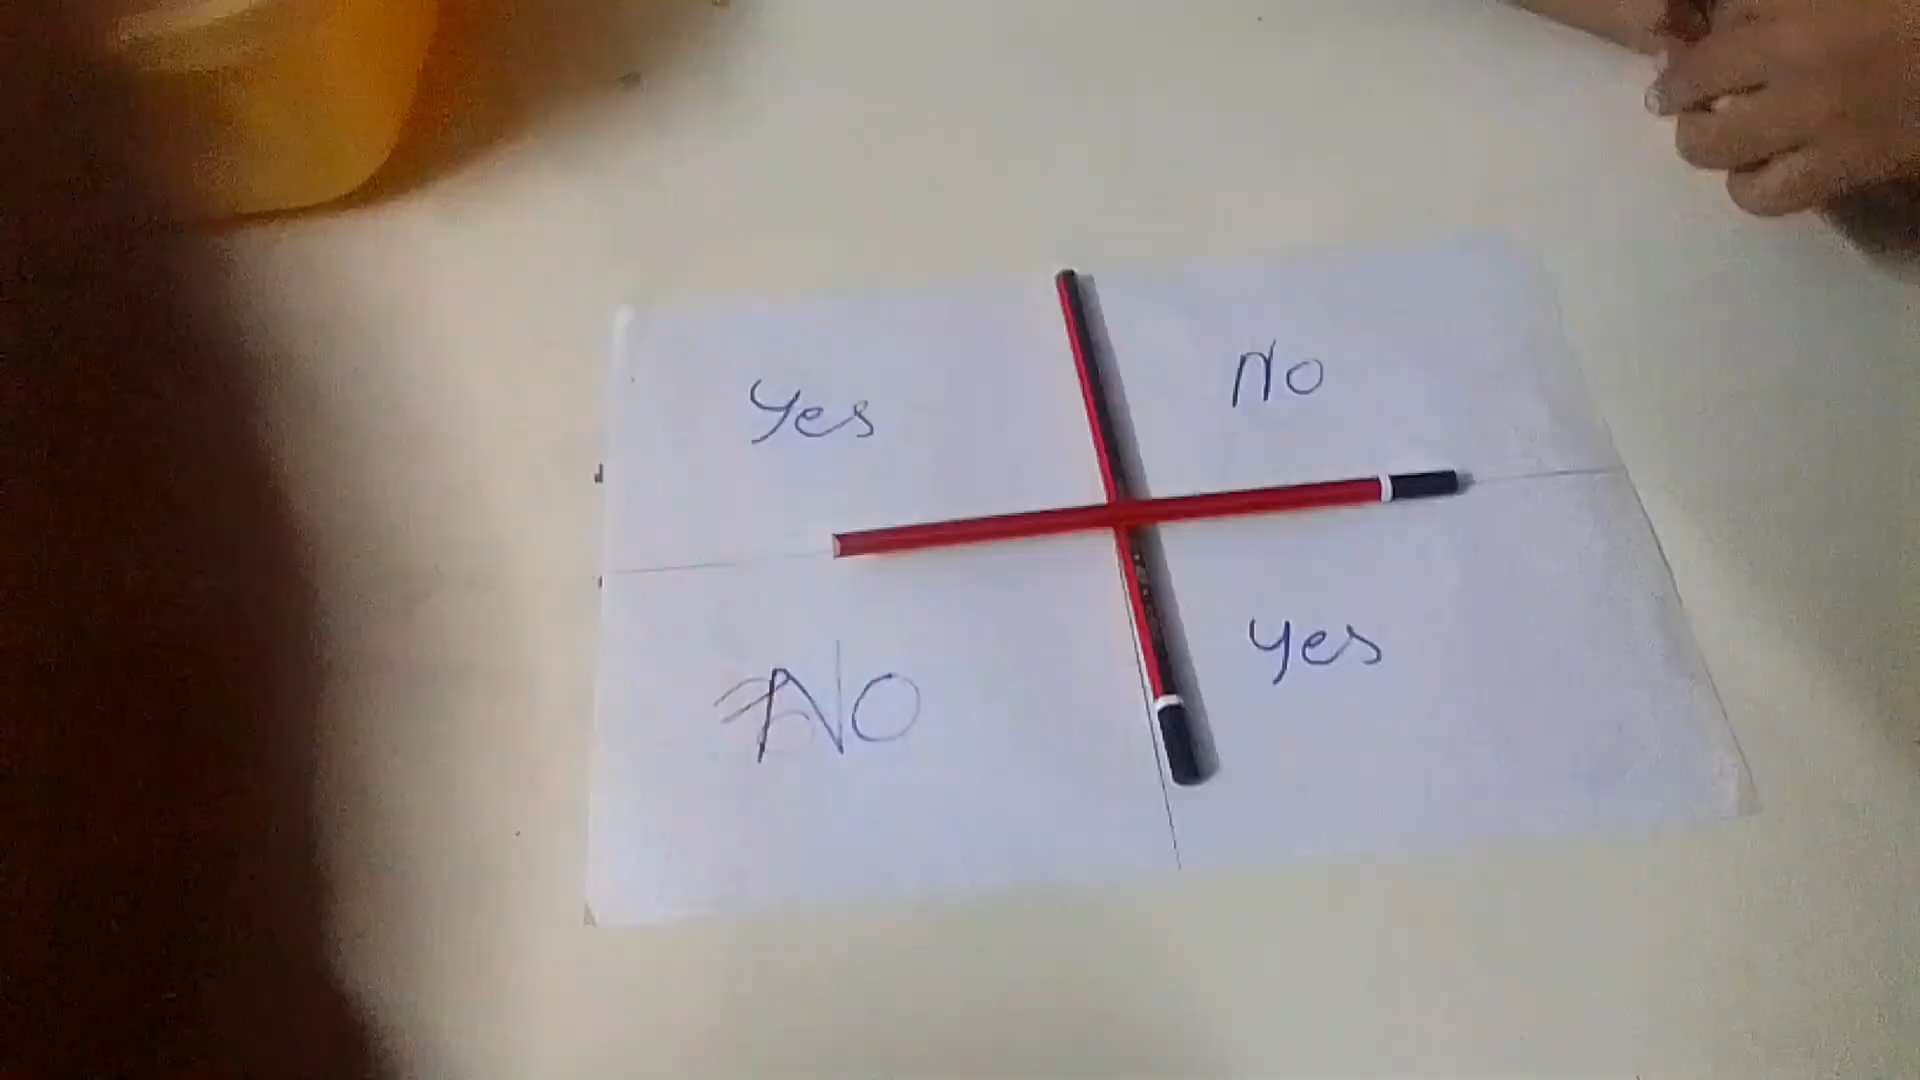 Yes No
NO yes